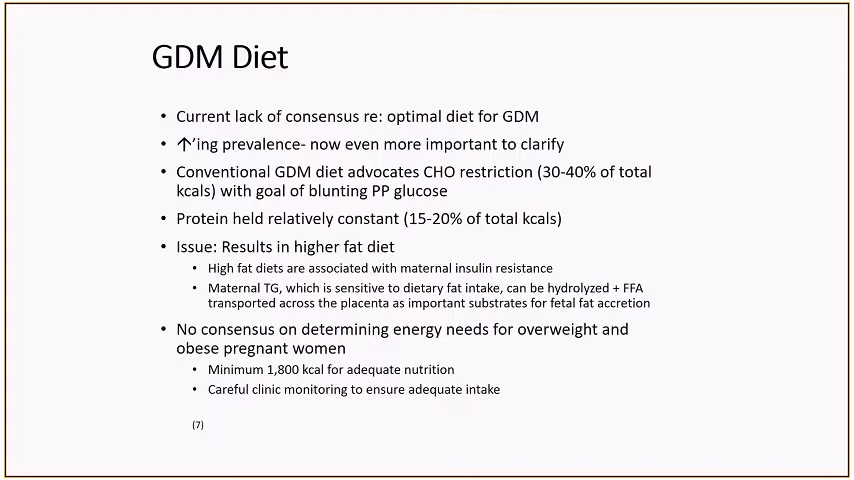 GDM Diet
• Current lack of consensus re: optimal diet for GDM
• ↑'ing prevalence- now even more important to clarify
• Conventional GDM diet advocates CHO restriction (30-40% of total
kcals) with goal of blunting PP glucose
• Protein held relatively constant (15-20% of total kcals)
• Issue: Results in higher fat diet
• High fat diets are associated with maternal insulin resistance
• Maternal TG, which is sensitive to dietary fat intake, can be hydrolyzed + FFA
transported across the placenta as important substrates for fetal fat accretion
• No consensus on determining energy needs for overweight and
obese pregnant women
• Minimum 1,800 kcal for adequate nutrition
• Careful clinic monitoring to ensure adequate intake
(7)